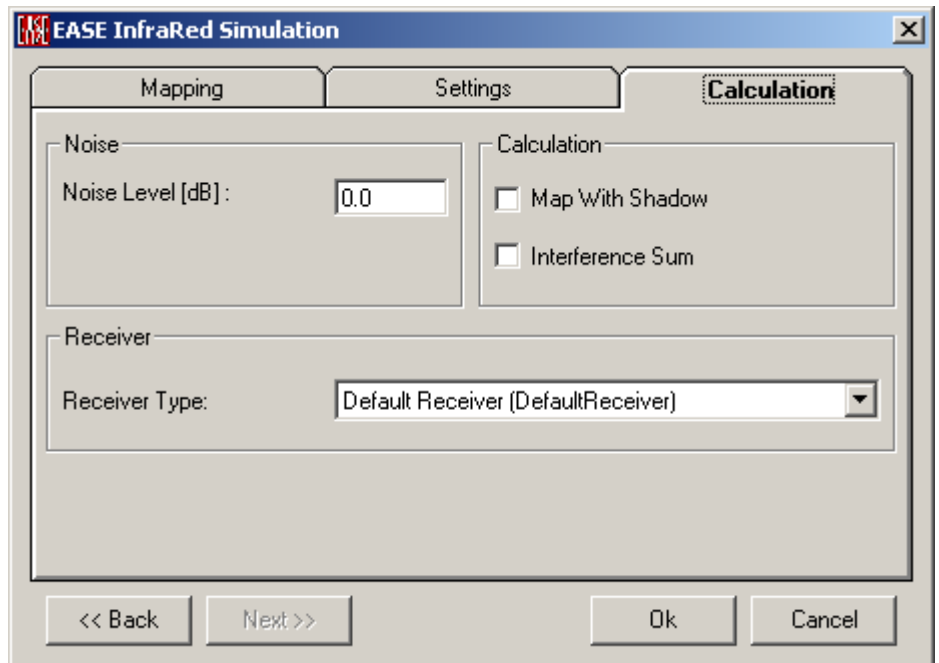 EASE InfraRed Simulation
Mapping
Settings
Calculation
Noise
Noise Level [dB] :
0.0
Calculation
Map With Shadow
Interference Sum
Receiver
Receiver Type:
Default Receiver (DefaultReceiver)
<< Back
Next >>
Ok
Cancel